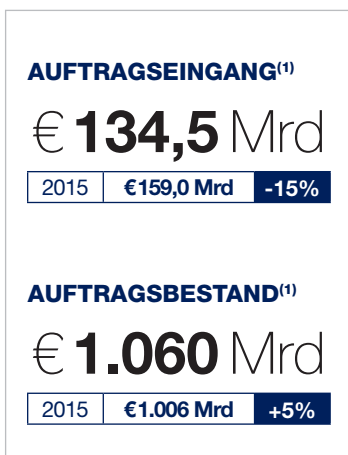 AUFTRAGSEINGANG(1)
€ 134,5 Mrd
2015 €159,0 Mrd -15%
AUFTRAGSBESTAND(1)
€ 1.060 Mrd
2015 €1.006 Mrd +5%